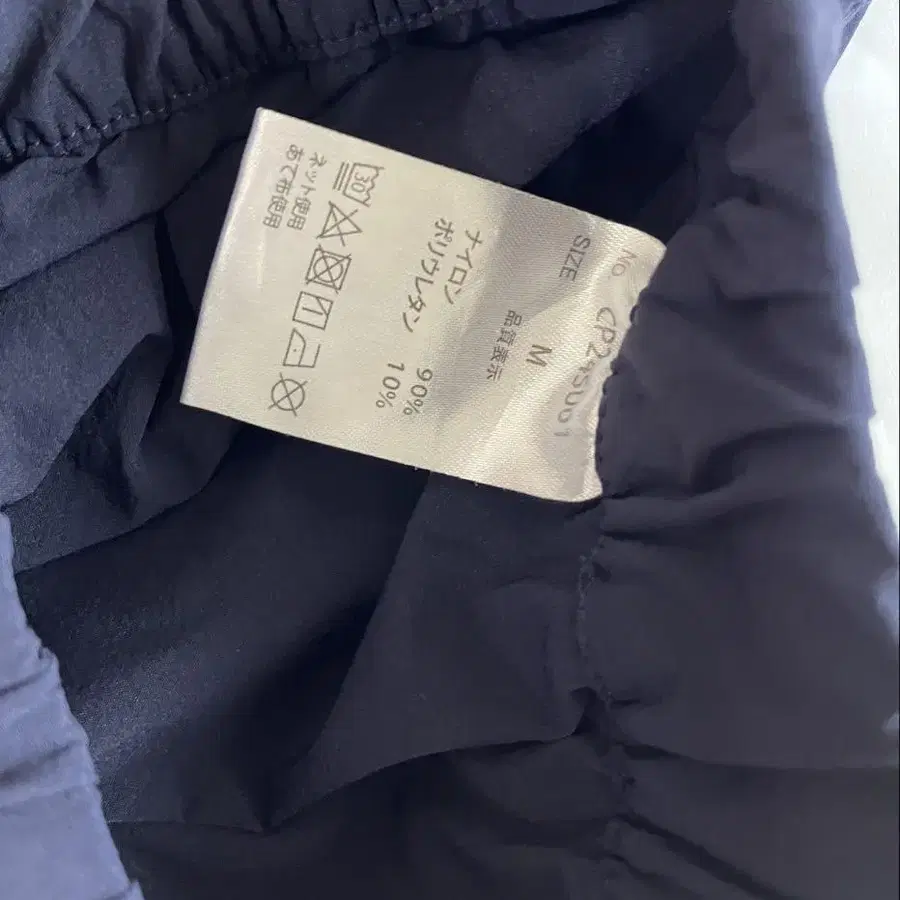 No CP24S001
SIZE M
品質表示
ナイロン 90%
ポリウレタン 10%
30
ネット使用
あて布使用